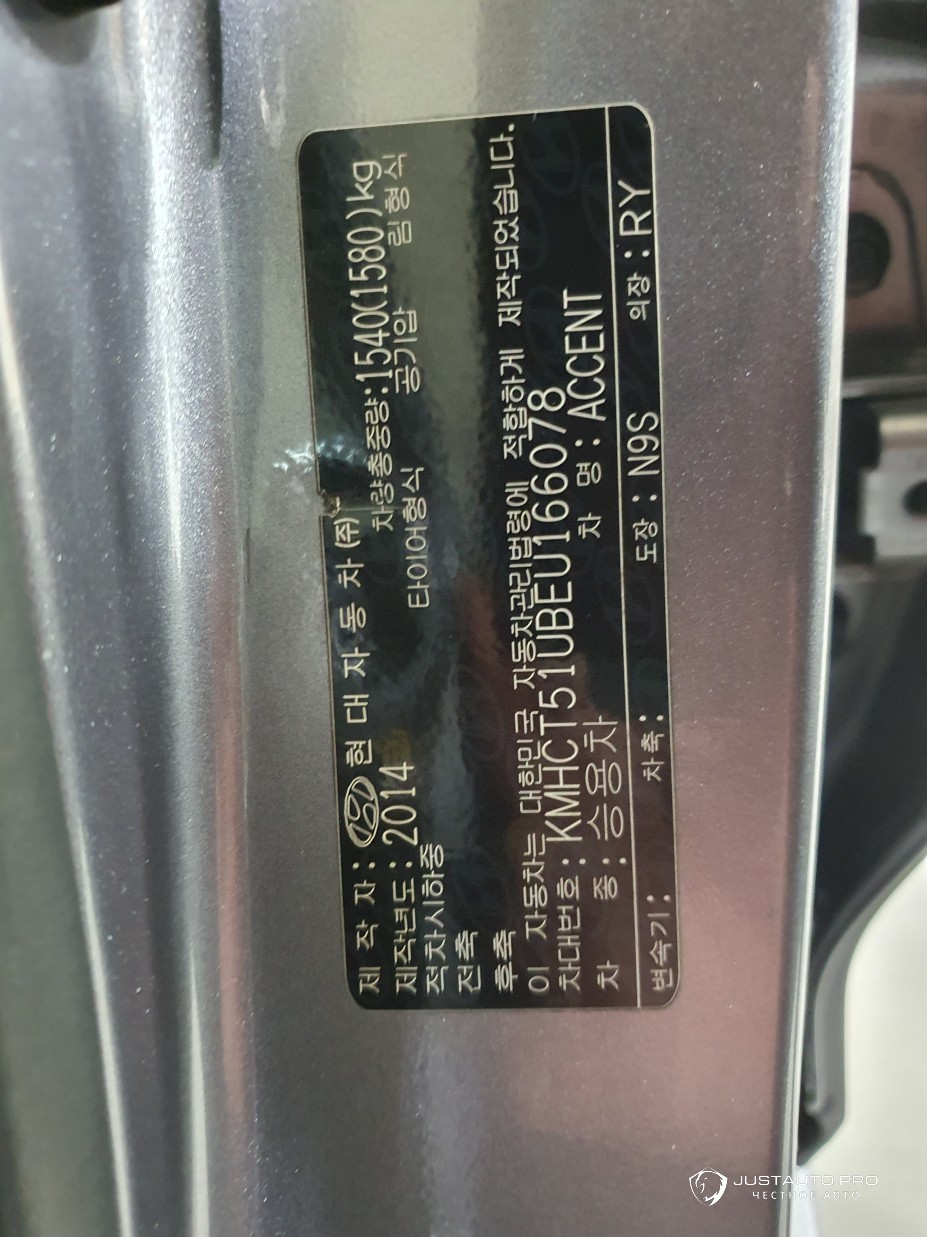 제 작 자 : 현 대 자 동 차 (주)
제작년도 : 2014 차량총중량 : 1540(1580)kg
적차시하중 타이어형식 공기압 림형식
전축
후축
이 자동차는 대한민국 자동차관리법령에 적합하게 제작되었습니다.
차대번호 : KMHCT51UBEU166078
차 종 : 승용차 차 명 : ACCENT
변속기 : 차축 : 도장 : N9S 의장 : RY
JUSTAUTO.PRO
ЧЕСТНОЕ АВТО